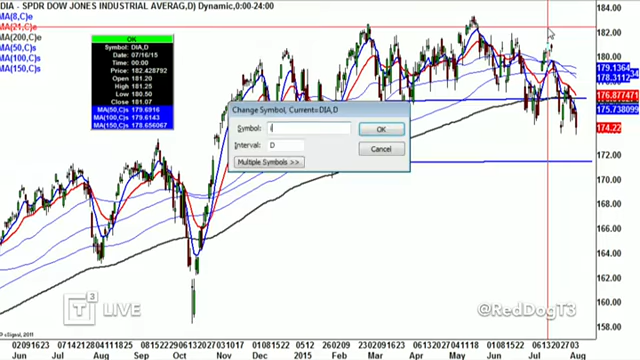 DIA - SPDR DOW JONES INDUSTRIAL AVERAG,D) Dynamic,0:00-24:00
MA(8,C)e
MA(21,C)e
MA(200,C)e
MA(50,C)s
MA(100,C)s
MA(150,C)s
OK
Symbol: DIA,D
Date: 07/16/15
Time: 00:00
Price: 182.428792
Open 181.20
High 181.25
Low 180.50
Close 181.07
MA(50,C)s 179.6916
MA(100,C)s 179.6143
MA(150,C)s 178.656067
Change Symbol, Current=DIA,D
Symbol: i
OK
Interval: D
Cancel
Multiple Symbols >>
184.00
182.00
180.00
179.1364
178.3112
176.877471
175.738099
174.22
172.00
170.00
168.00
166.00
164.00
162.00
160.00
158.00
T3 LIVE
@RedDogT3
© eSignal, 2011
Jun Jul Aug Sep Oct Nov Dec 2015 Feb Mar Apr May Jun Jul Aug